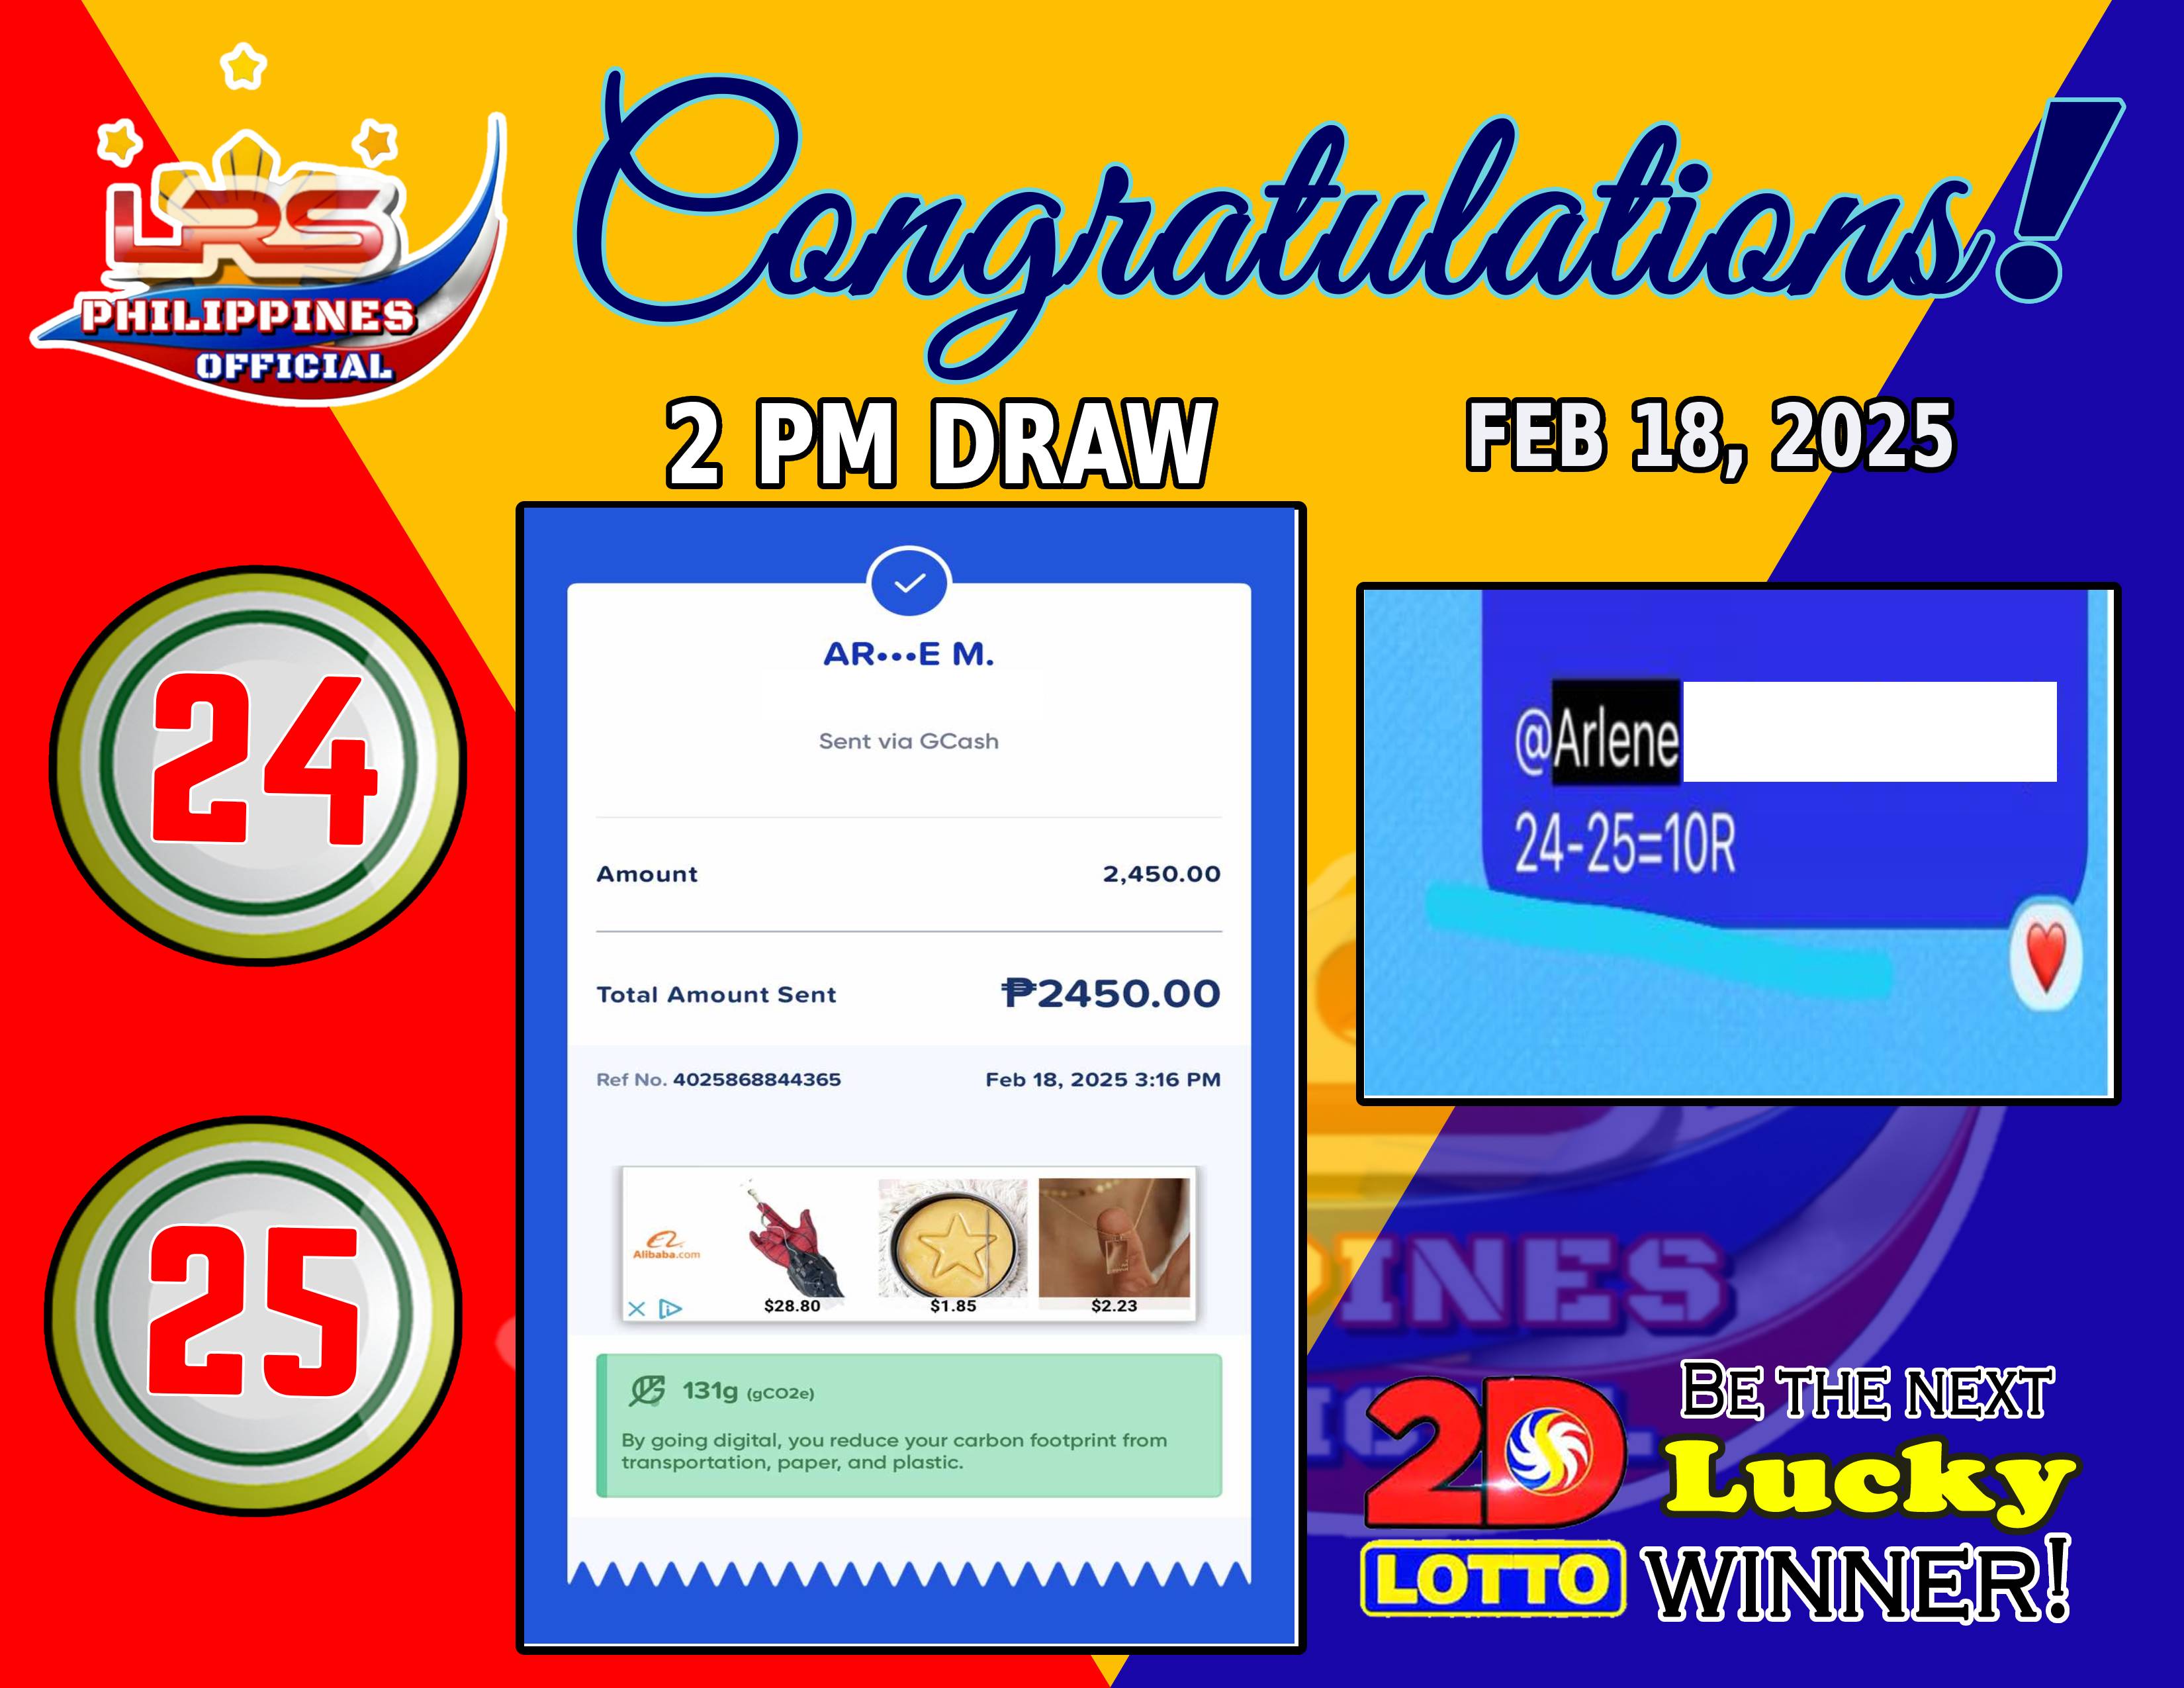 LRS
PHILIPPINES
OFFICIAL
Congratulations!
2 PM DRAW
FEB 18, 2025
24
25
AR•••E M.
Sent via GCash
Amount 2,450.00
Total Amount Sent ₱2450.00
Ref No. 4025868844365 Feb 18, 2025 3:16 PM
Alibaba.com
$28.80 $1.85 $2.23
131g (gCO2e)
By going digital, you reduce your carbon footprint from
transportation, paper, and plastic.
@Arlene
24-25=10R
PINES
2D
LOTTO
BE THE NEXT
Lucky
WINNER!